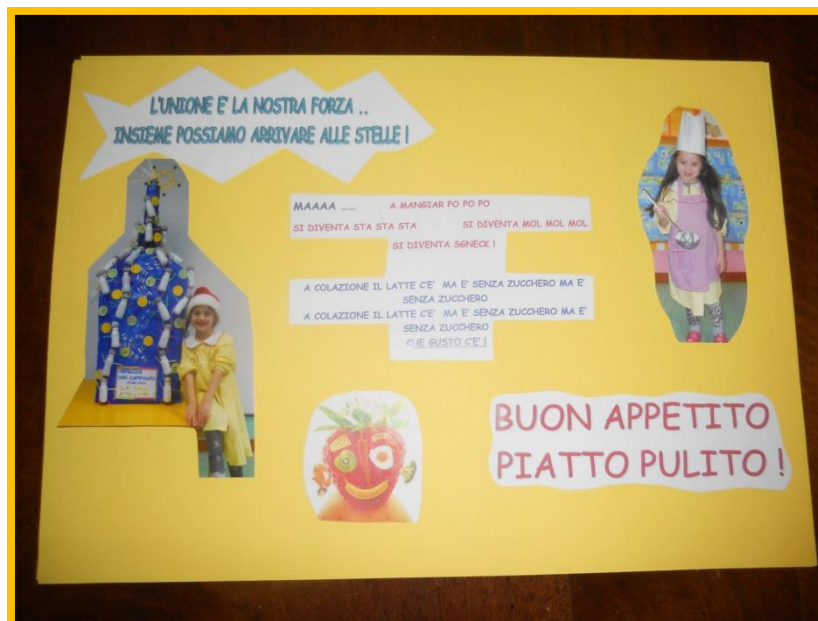 L'UNIONE E' LA NOSTRA FORZA ..
INSIEME POSSIAMO ARRIVARE ALLE STELLE !
MAAAA ...... A MANGIAR PO PO PO
SI DIVENTA STA STA STA SI DIVENTA MOL MOL MOL
SI DIVENTA SGNECK !
A COLAZIONE IL LATTE C'E' MA E' SENZA ZUCCHERO MA E'
SENZA ZUCCHERO
A COLAZIONE IL LATTE C'E' MA E' SENZA ZUCCHERO MA E'
SENZA ZUCCHERO
CHE GUSTO C'E' !
BUON APPETITO
PIATTO PULITO !